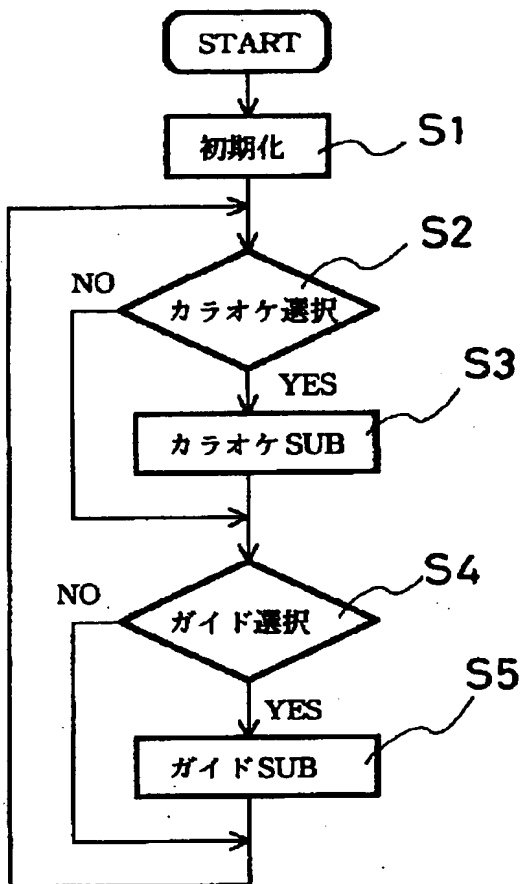 START
初期化
S1
S2
NO
カラオケ選択
YES
S3
カラオケSUB
S4
NO
ガイド選択
YES
S5
ガイドSUB